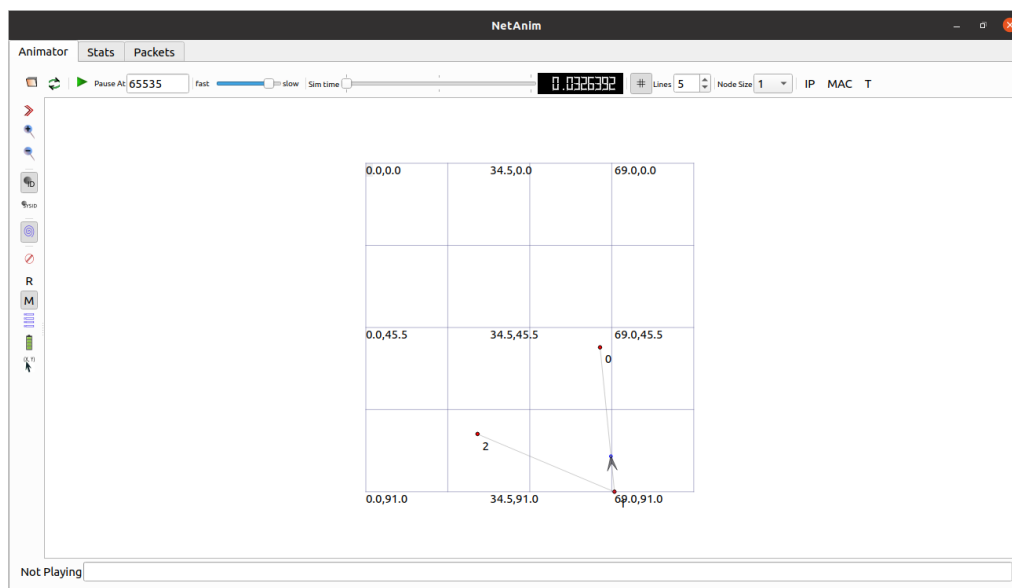 NetAnim
Animator Stats Packets
Pause At 65535 fast slow Sim time 0.0326392 # Lines 5 Node Size 1 IP MAC T
ID
SYSID
R
M
(X, Y)
0.0,0.0 34.5,0.0 69.0,0.0
0.0,45.5 34.5,45.5 69.0,45.5
0
2
0.0,91.0 34.5,91.0 69.0,91.0
1
Not Playing